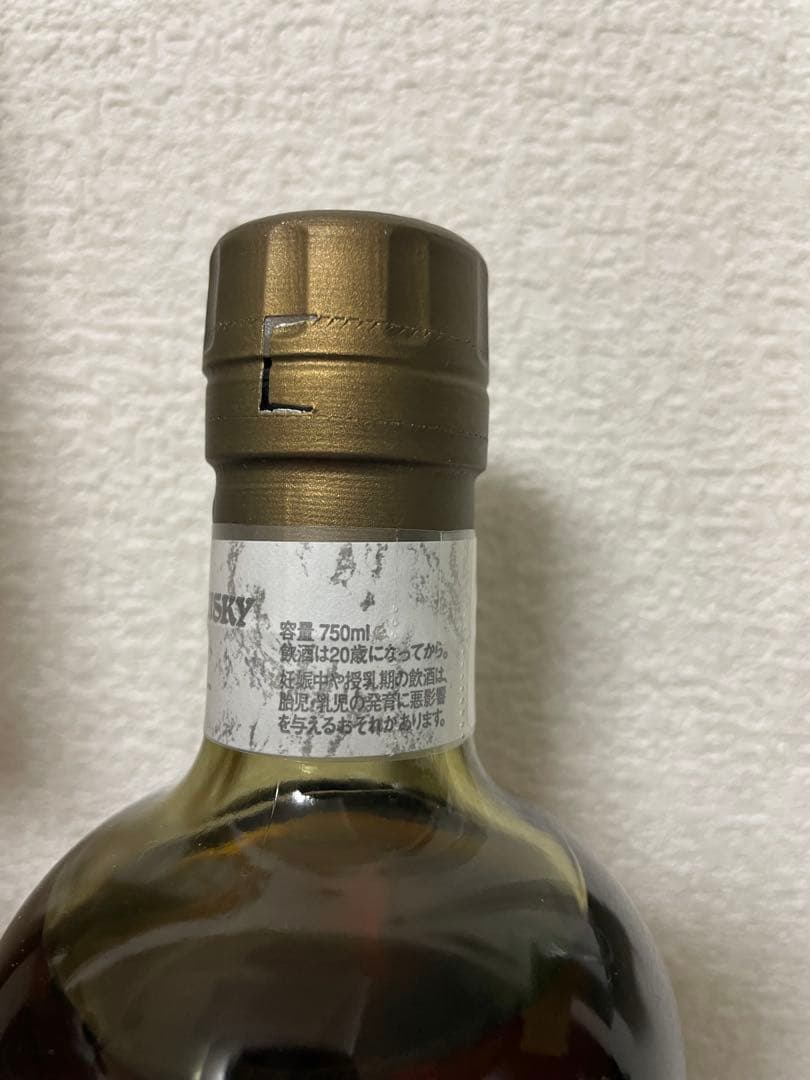 容量 750ml
飲酒は20歳になってから。
妊娠中や授乳期の飲酒は、
胎児・乳児の発育に悪影響
を与えるおそれがあります。